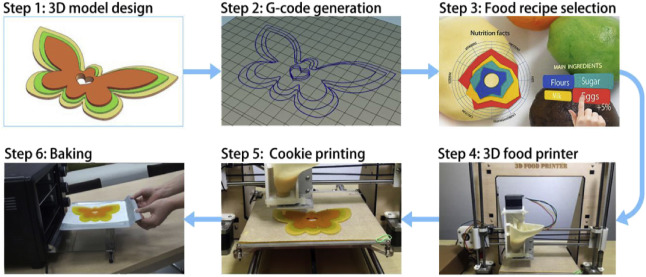 Step 1: 3D model design
Step 2: G-code generation
Step 3: Food recipe selection
Nutrition facts
MAIN INGREDIENTS
Flours
Sugar
Eggs
+5%
Step 6: Baking
Step 5: Cookie printing
Step 4: 3D food printer
3D FOOD PRINTER